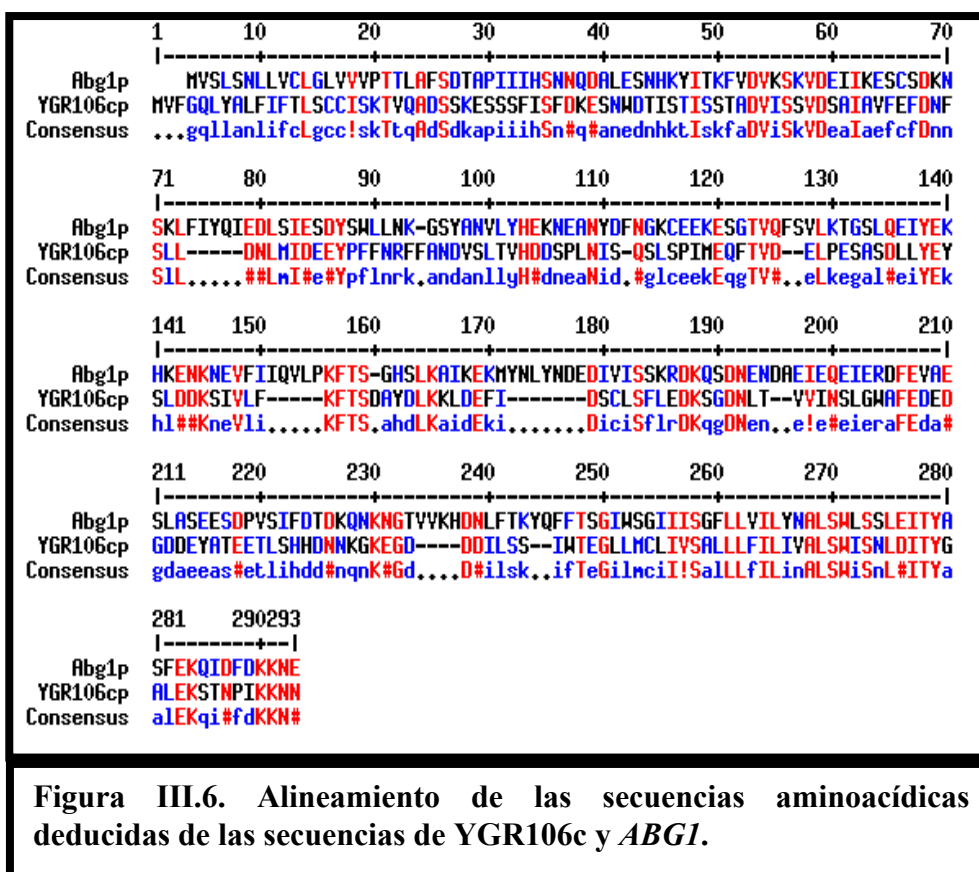 1 10 20 30 40 50 60 70
|--------+---------+---------+---------+---------+---------+---------|
Abg1p MVSLSNLLVCLGLVVVPTTLAFSDTAPIIIHSNNQDALESNHKYITKFVDVKSKVDEIIKESCSDKN
YGR106cp MVFGQLYALFIFTLSCCISKTVQADSSKESSSFISFDKESNWDTISTISSTADVISSVDSAIAVFEFDNF
Consensus ...gqllanlifcLgcc!skTtqAdSdkapiiihSn#q#anednhktIskfaDViSkVDeaIaefcfDnn
71 80 90 100 110 120 130 140
|--------+---------+---------+---------+---------+---------+---------|
Abg1p SKLFIYQIEDLSIESDYSWLLNK-GSYANVLYHEKNEANYDFNGKCEEKESGTVQFSVLKTGSLQEIYEK
YGR106cp SLL-----DNLMIDEEYPFFNRFFANDVSLTVHDDSPLNIS-QSLSPIMEQFTVD--ELPESASDLLYEY
Consensus SlL.....##LmI#e#Ypflnrk.andanllyH#dneaNid.#glceekEqgTV#..eLkegal#eiYEk
141 150 160 170 180 190 200 210
|--------+---------+---------+---------+---------+---------+---------|
Abg1p HKENKNEVFIIQVLPKFTS-GHSLKAIKEKMYNLYNDEDIVISSKRDKQSDNENDAEIEQEIERDFEVAE
YGR106cp SLDDKSIVLF-----KFTSDAYDLKKLDEFI-------DSCLSFLEDKSGDNLT--VVINSLGWAFEDED
Consensus hl##KneVli.....KFTS.ahdLKaidEki.......DiciSflrDKqgDNen..e!e#eieraFEda#
211 220 230 240 250 260 270 280
|--------+---------+---------+---------+---------+---------+---------|
Abg1p SLASEESDPVSIFDTDKQNKNGTVVKHDNLFTKYQFFTSGIWSGIIISGFLLVILYNALSWLSSLEITYA
YGR106cp GDDEYATEETLSHHDNNKGKEGD----DDILSS--IWTEGLLMCLIVSALLLFILIVALSWISNLDITYG
Consensus gdaeeas#etlihdd#nqnK#Gd....D#ilsk..ifTeGilmciI!SalLLfILinALSWiSnL#ITYa
281 290293
|--------+--|
Abg1p SFEKQIDFDKKNE
YGR106cp ALEKSTNPIKKNN
Consensus alEKqi#fdKKN#
Figura III.6. Alineamiento de las secuencias aminoacídicas
deducidas de las secuencias de YGR106c y ABG1.